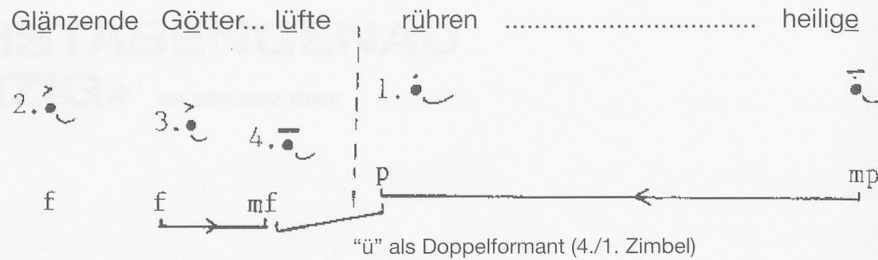 Glänzende Götter... lüfte rühren ................................ heilige
1.
2.
3.
4.
p mp
f f mf
"ü" als Doppelformant (4./1. Zimbel)